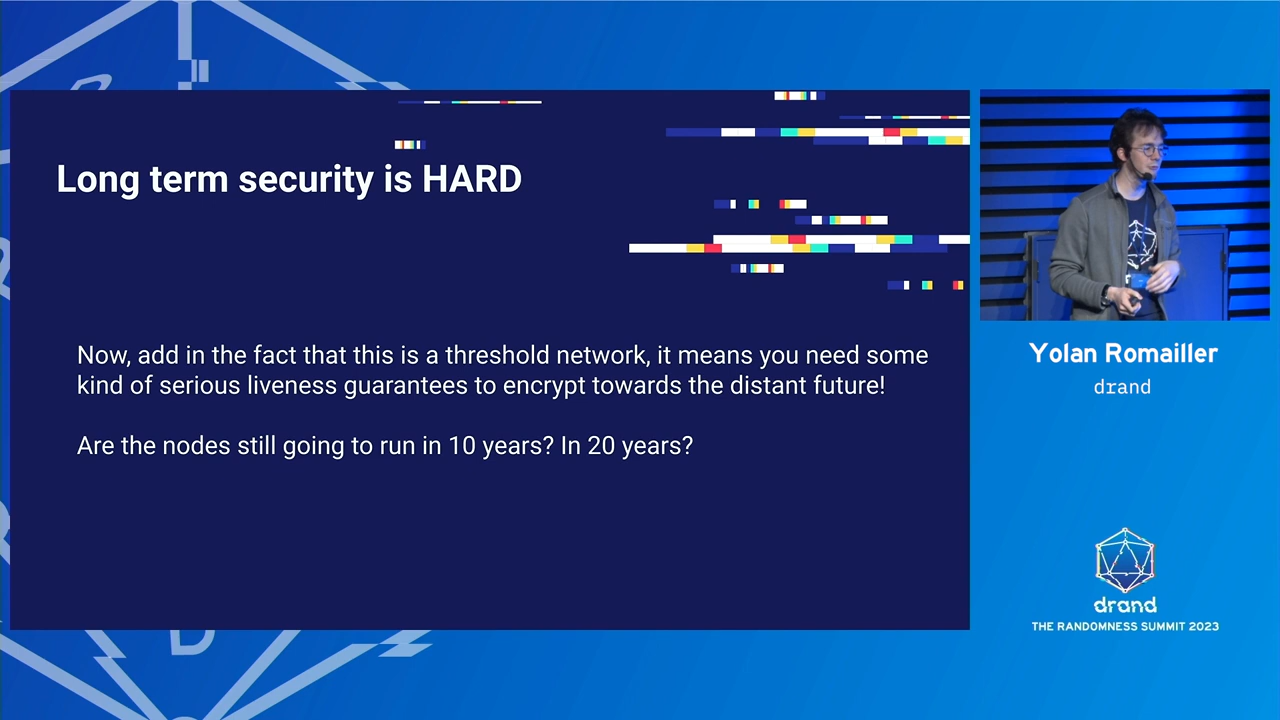 Long term security is HARD
Now, add in the fact that this is a threshold network, it means you need some
kind of serious liveness guarantees to encrypt towards the distant future!
Are the nodes still going to run in 10 years? In 20 years?
Yolan Romailler
drand
drand
THE RANDOMNESS SUMMIT 2023